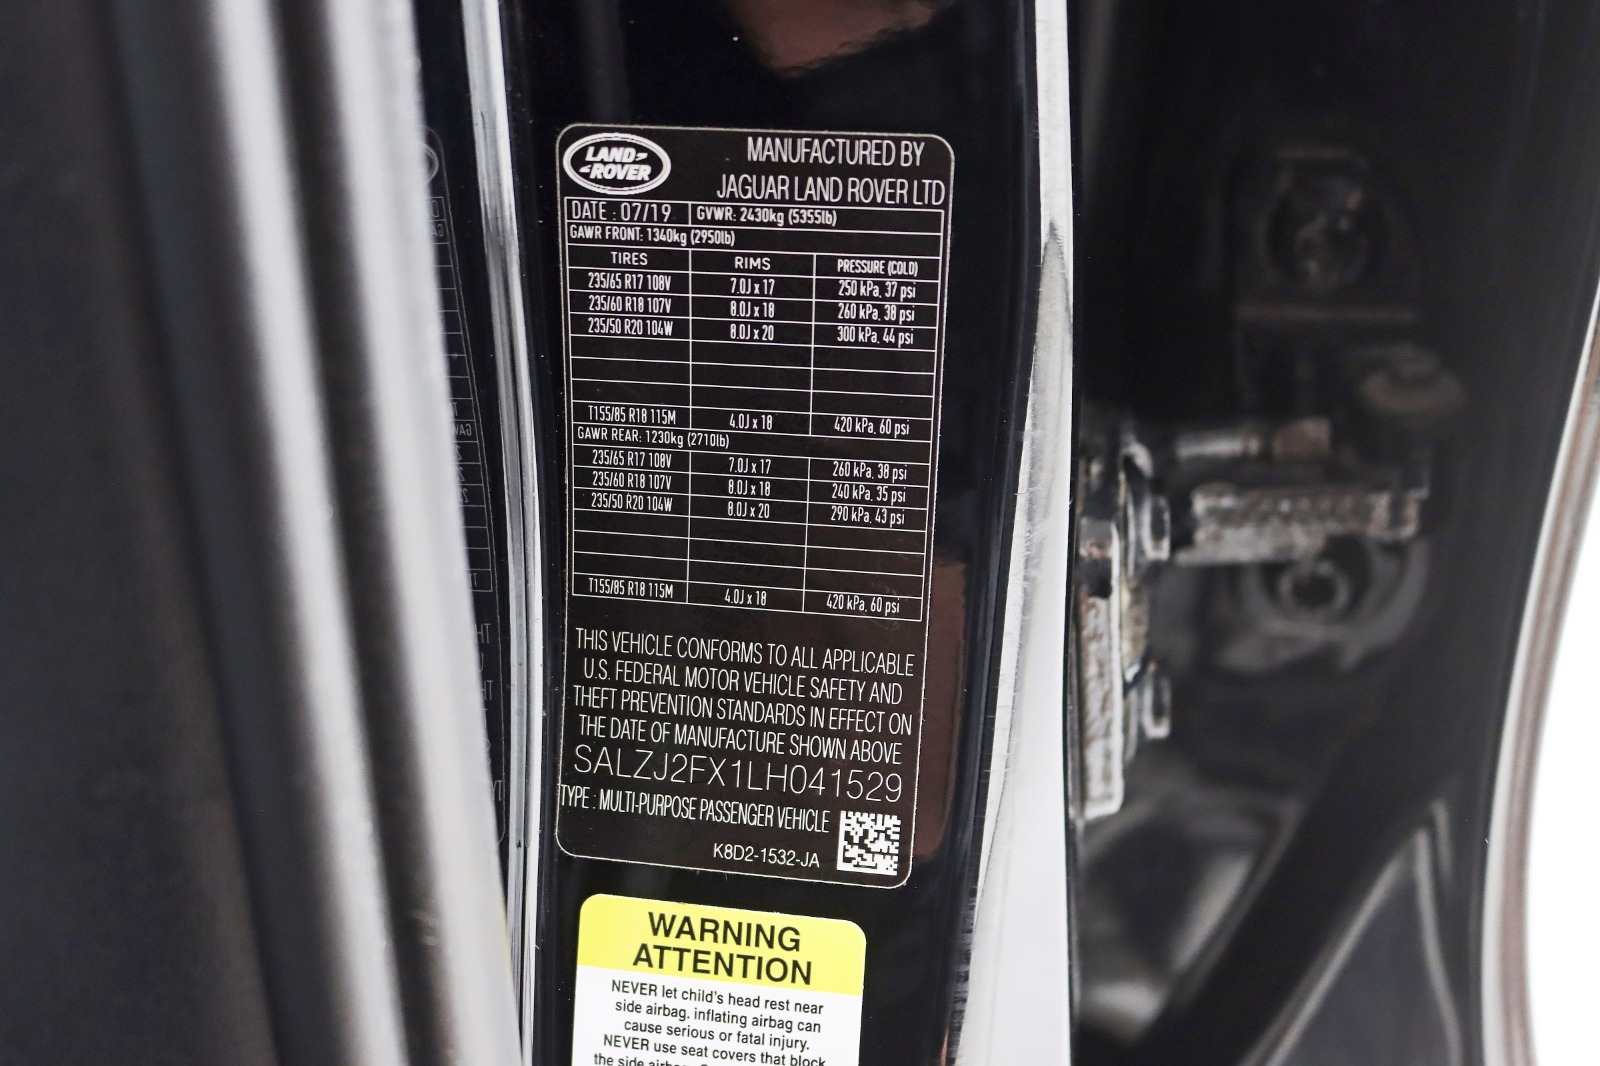 LAND-
-ROVER
MANUFACTURED BY
JAGUAR LAND ROVER LTD
DATE : 07/19 GVWR: 2430kg (5355lb)
GAWR FRONT: 1340kg (2950lb)
TIRES RIMS PRESSURE (COLD)
235/65 R17 108V 7.0J x 17 250 kPa, 37 psi
235/60 R18 107V 8.0J x 18 260 kPa, 38 psi
235/50 R20 104W 8.0J x 20 300 kPa, 44 psi
T155/85 R18 115M 4.0J x 18 420 kPa, 60 psi
GAWR REAR: 1230kg (2710lb)
235/65 R17 108V 7.0J x 17 260 kPa, 38 psi
235/60 R18 107V 8.0J x 18 240 kPa, 35 psi
235/50 R20 104W 8.0J x 20 290 kPa, 43 psi
T155/85 R18 115M 4.0J x 18 420 kPa, 60 psi
THIS VEHICLE CONFORMS TO ALL APPLICABLE
U.S. FEDERAL MOTOR VEHICLE SAFETY AND
THEFT PREVENTION STANDARDS IN EFFECT ON
THE DATE OF MANUFACTURE SHOWN ABOVE
SALZJ2FX1LH041529
TYPE : MULTI-PURPOSE PASSENGER VEHICLE
K8D2-1532-JA
WARNING
ATTENTION
NEVER let child's head rest near
side airbag, inflating airbag can
cause serious or fatal injury.
NEVER use seat covers that block
the side